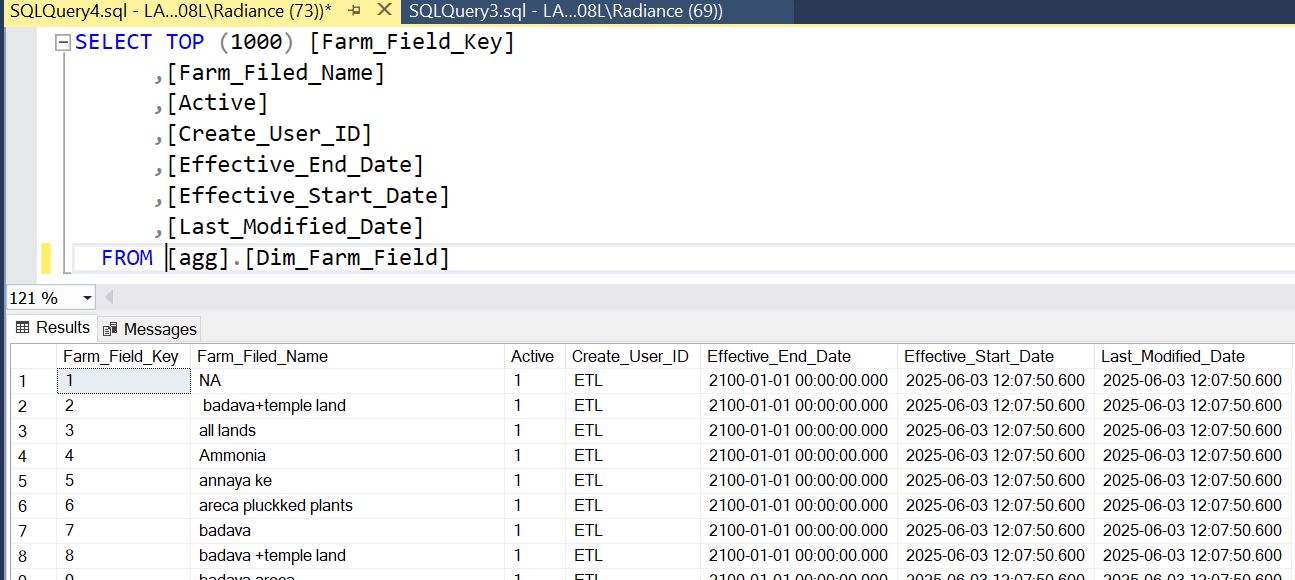 SQLQuery4.sql - LA...08L\Radiance (73))* SQLQuery3.sql - LA...08L\Radiance (69))
SELECT TOP (1000) [Farm_Field_Key]
,[Farm_Filed_Name]
,[Active]
,[Create_User_ID]
,[Effective_End_Date]
,[Effective_Start_Date]
,[Last_Modified_Date]
FROM [agg].[Dim_Farm_Field]
121 %
Results Messages
Farm_Field_Key Farm_Filed_Name Active Create_User_ID Effective_End_Date Effective_Start_Date Last_Modified_Date
1 1 NA 1 ETL 2100-01-01 00:00:00.000 2025-06-03 12:07:50.600 2025-06-03 12:07:50.600
2 2 badava+temple land 1 ETL 2100-01-01 00:00:00.000 2025-06-03 12:07:50.600 2025-06-03 12:07:50.600
3 3 all lands 1 ETL 2100-01-01 00:00:00.000 2025-06-03 12:07:50.600 2025-06-03 12:07:50.600
4 4 Ammonia 1 ETL 2100-01-01 00:00:00.000 2025-06-03 12:07:50.600 2025-06-03 12:07:50.600
5 5 annaya ke 1 ETL 2100-01-01 00:00:00.000 2025-06-03 12:07:50.600 2025-06-03 12:07:50.600
6 6 areca pluckked plants 1 ETL 2100-01-01 00:00:00.000 2025-06-03 12:07:50.600 2025-06-03 12:07:50.600
7 7 badava 1 ETL 2100-01-01 00:00:00.000 2025-06-03 12:07:50.600 2025-06-03 12:07:50.600
8 8 badava +temple land 1 ETL 2100-01-01 00:00:00.000 2025-06-03 12:07:50.600 2025-06-03 12:07:50.600
9 9 badava areca 1 ETL 2100-01-01 00:00:00.000 2025-06-03 12:07:50.600 2025-06-03 12:07:50.600